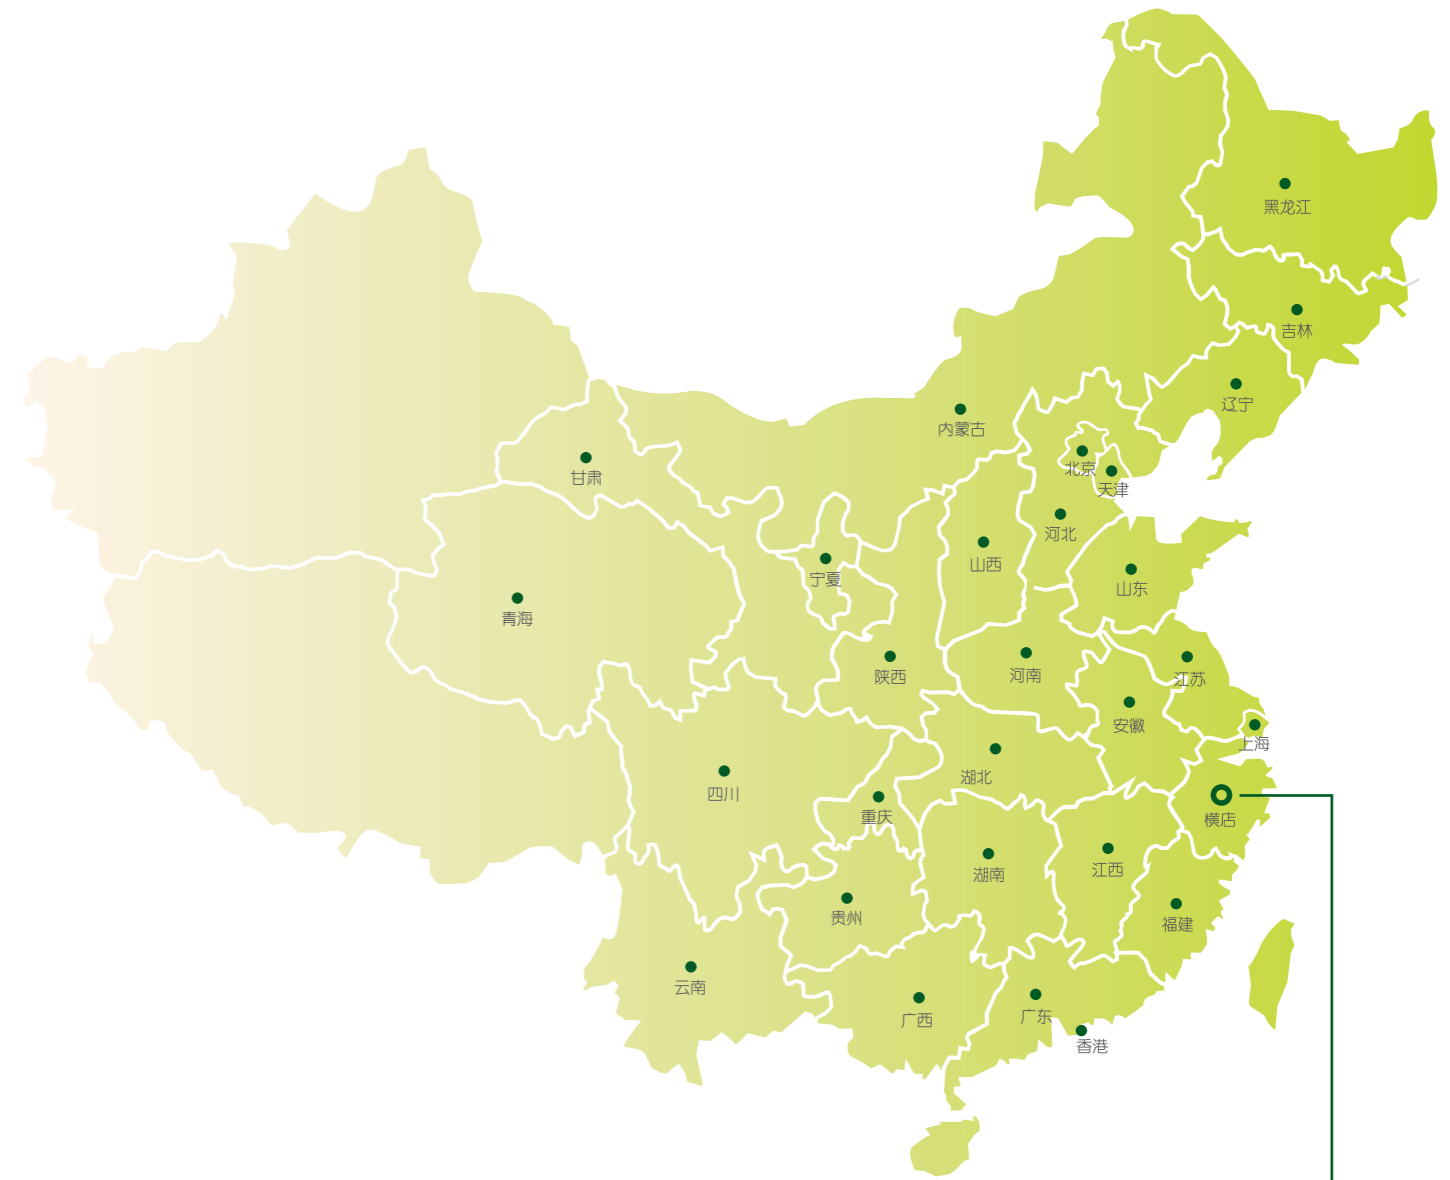 黑龙江
吉林
辽宁
内蒙古
北京
甘肃
天津
河北
山西
宁夏
山东
青海
陕西
河南
江苏
安徽
上海
湖北
四川
重庆
横店
江西
湖南
贵州
福建
云南
广西
广东
香港